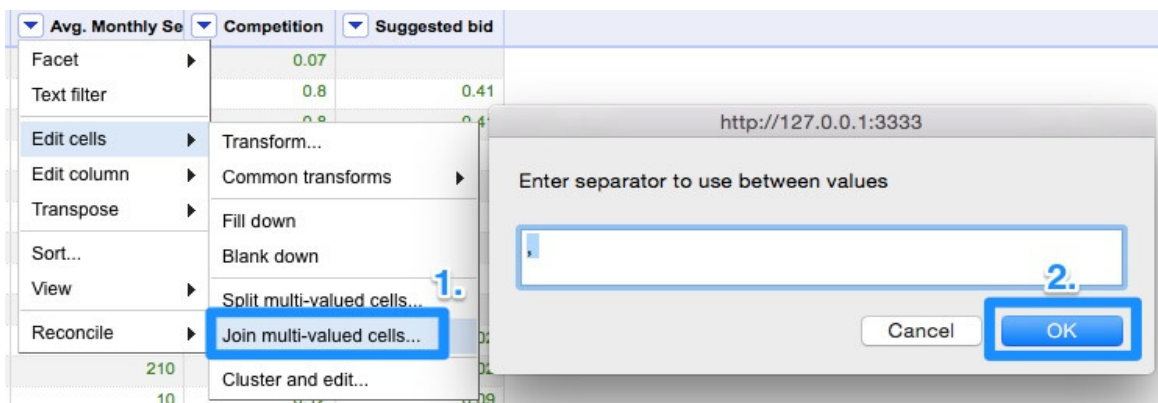 Avg. Monthly Se Competition Suggested bid
Facet
Text filter
Edit cells
Edit column
Transpose
Sort...
View
Reconcile
0.07
0.8 0.41
Transform...
Common transforms
Fill down
Blank down
Split multi-valued cells...
1.
Join multi-valued cells...
Cluster and edit...
210
10
http://127.0.0.1:3333
Enter separator to use between values
,
2.
Cancel OK